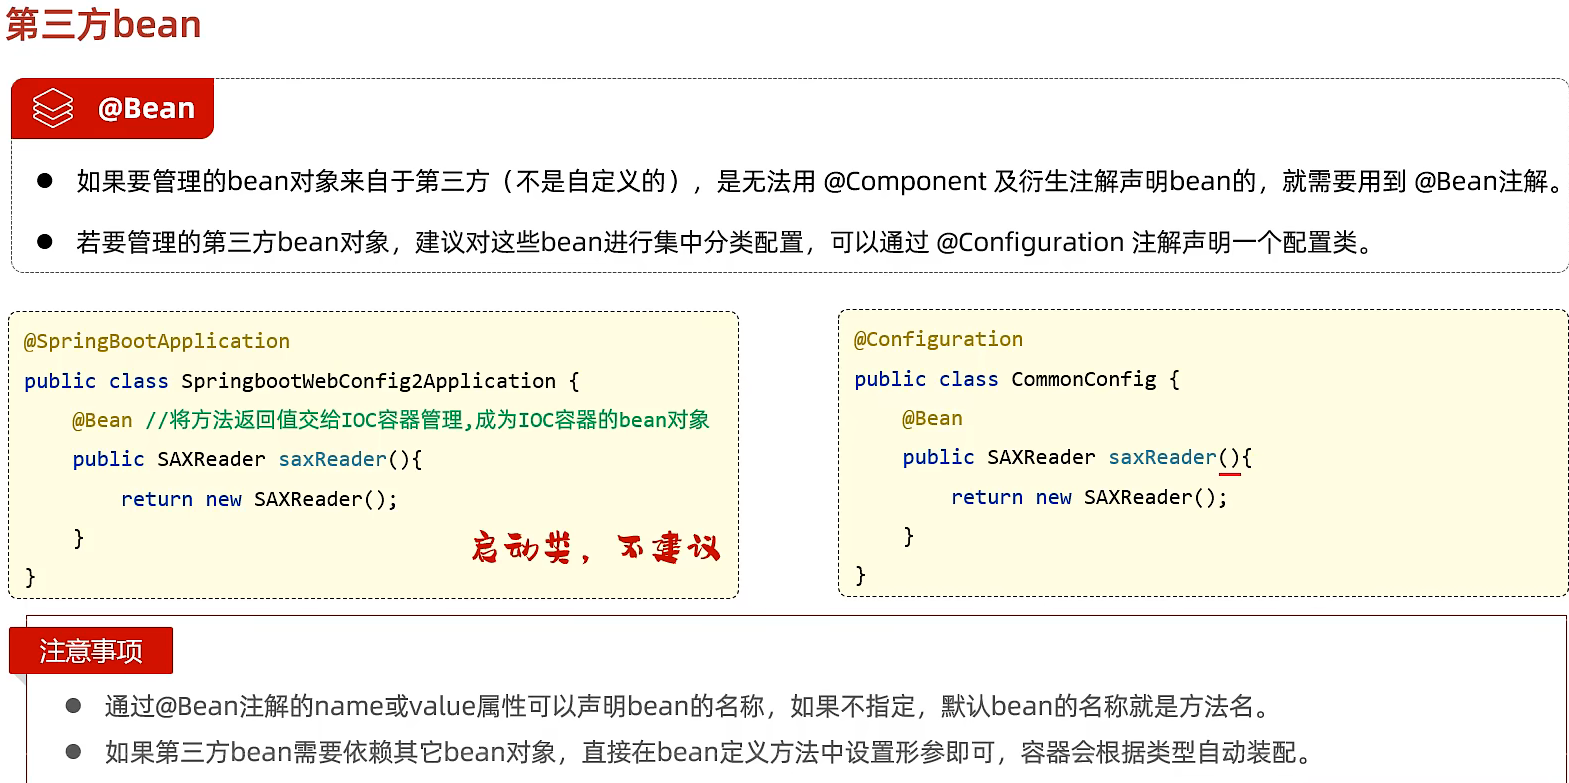 第三方bean
@Bean
● 如果要管理的bean对象来自于第三方（不是自定义的），是无法用 @Component 及衍生注解声明bean的，就需要用到 @Bean注解。
● 若要管理的第三方bean对象，建议对这些bean进行集中分类配置，可以通过 @Configuration 注解声明一个配置类。
@SpringBootApplication
public class SpringbootWebConfig2Application {
@Bean //将方法返回值交给IOC容器管理,成为IOC容器的bean对象
public SAXReader saxReader(){
return new SAXReader();
}
启动类，不建议
}
@Configuration
public class CommonConfig {
@Bean
public SAXReader saxReader(){
return new SAXReader();
}
}
注意事项
● 通过@Bean注解的name或value属性可以声明bean的名称，如果不指定，默认bean的名称就是方法名。
● 如果第三方bean需要依赖其它bean对象，直接在bean定义方法中设置形参即可，容器会根据类型自动装配。